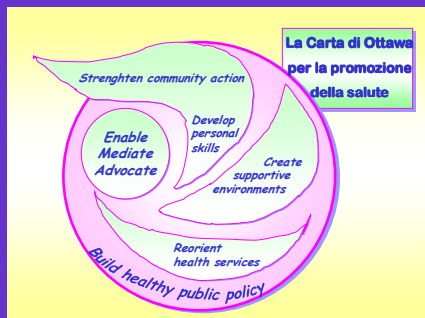 La Carta di Ottawa
per la promozione
della salute
Strenghten community action
Develop
personal
skills
Enable
Mediate
Advocate
Create
supportive
environments
Reorient
health services
Build healthy public policy